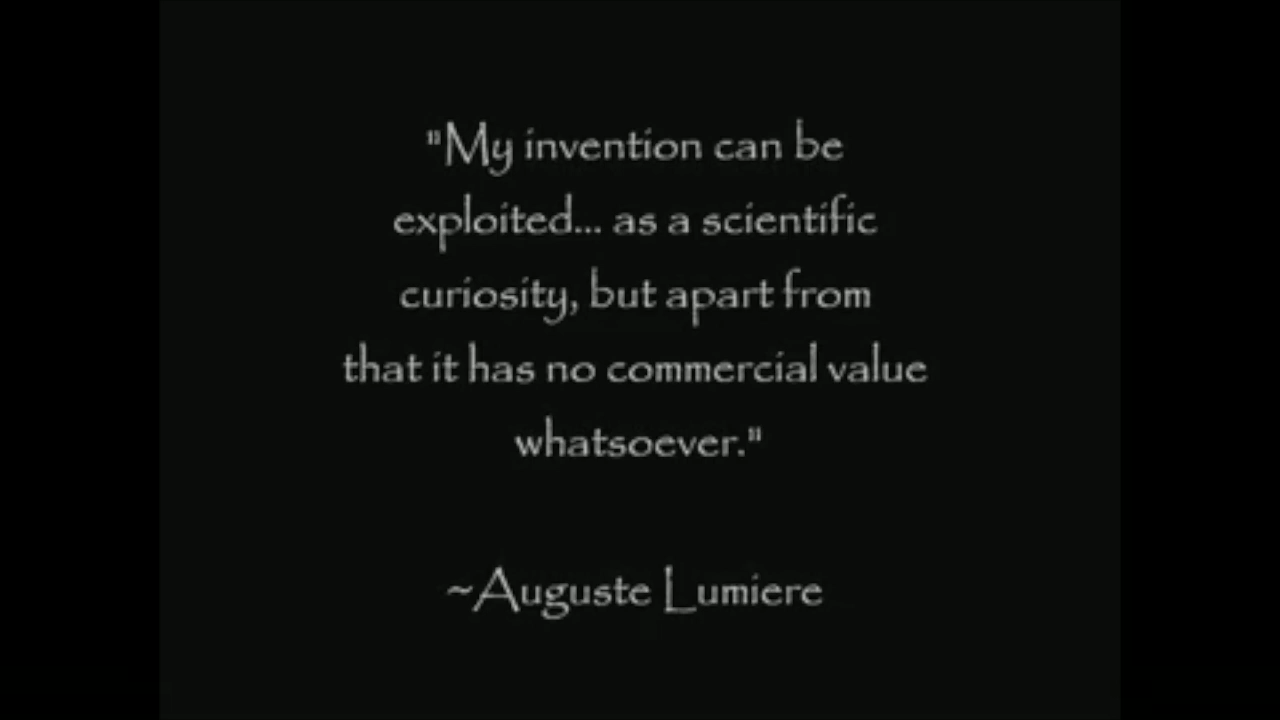 "My invention can be
exploited... as a scientific
curiosity, but apart from
that it has no commercial value
whatsoever."
~Auguste Lumiere